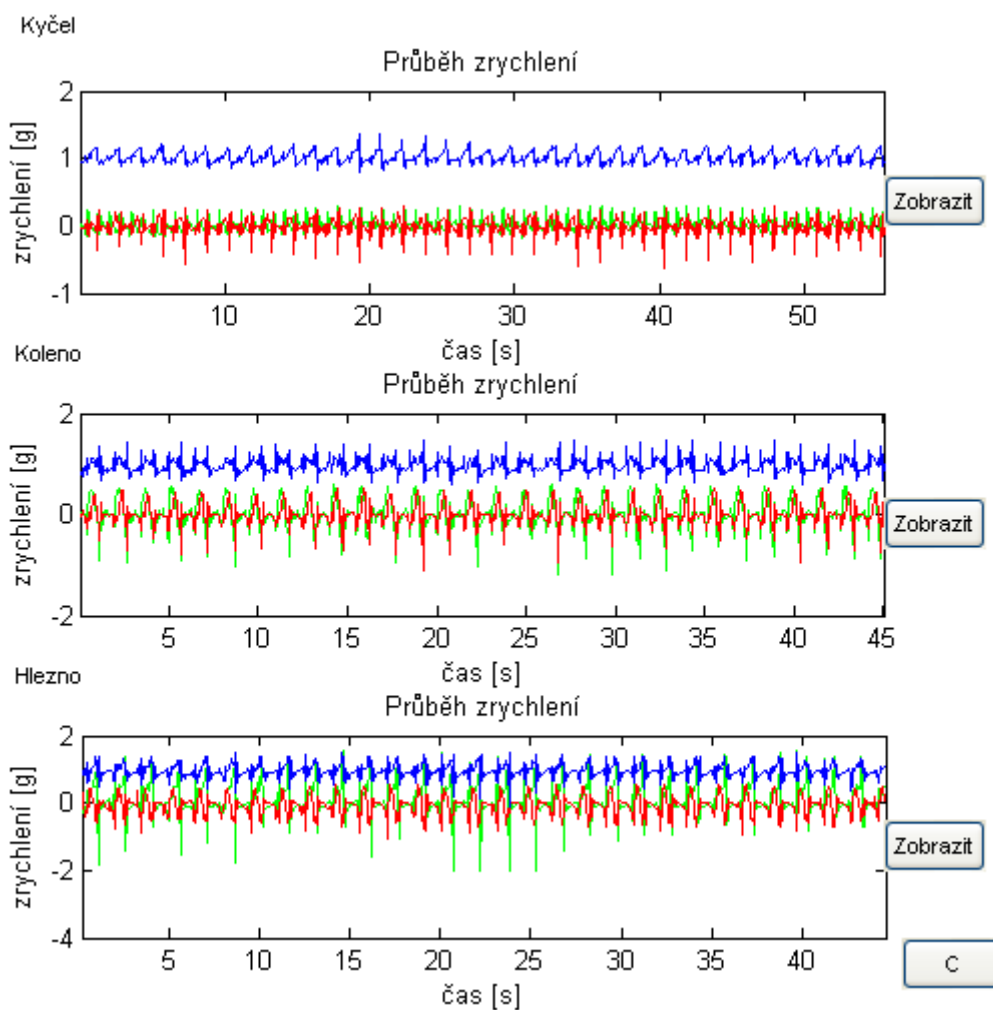 Kyčel
Průběh zrychlení
2
1
0
-1
zrychlení [g]
10 20 30 40 50
čas [s]
Zobrazit
Koleno
Průběh zrychlení
2
0
-2
zrychlení [g]
5 10 15 20 25 30 35 40 45
čas [s]
Zobrazit
Hlezno
Průběh zrychlení
2
0
-2
-4
zrychlení [g]
5 10 15 20 25 30 35 40
čas [s]
Zobrazit
C